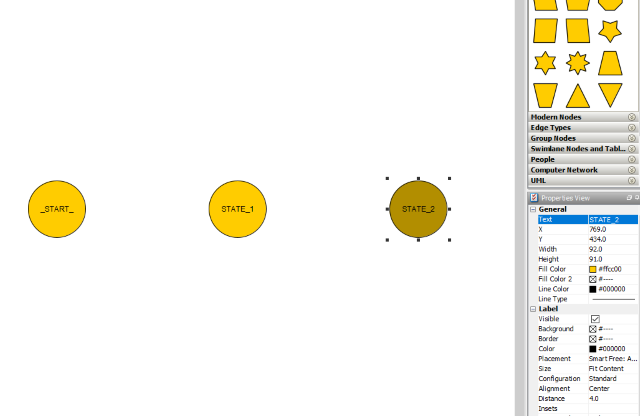 _START_
STATE_1
STATE_2
Modern Nodes
Edge Types
Group Nodes
Swimlane Nodes and Tabl...
People
Computer Network
UML
Properties View
General
Text STATE_2
X 769.0
Y 434.0
Width 92.0
Height 91.0
Fill Color #ffcc00
Fill Color 2 #----
Line Color #000000
Line Type
Label
Visible
Background #----
Border #----
Color #000000
Placement Smart Free: A...
Size Fit Content
Configuration Standard
Alignment Center
Distance 4.0
Insets